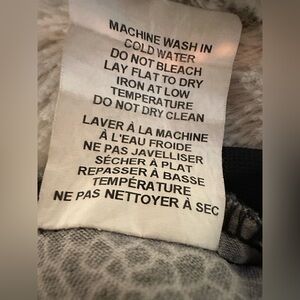 MACHINE WASH IN
COLD WATER
DO NOT BLEACH
LAY FLAT TO DRY
IRON AT LOW
TEMPERATURE
DO NOT DRY CLEAN
LAVER À LA MACHINE
À L'EAU FROIDE
NE PAS JAVELLISER
SÉCHER À PLAT
REPASSER À BASSE
TEMPÉRATURE
NE PAS NETTOYER À SEC